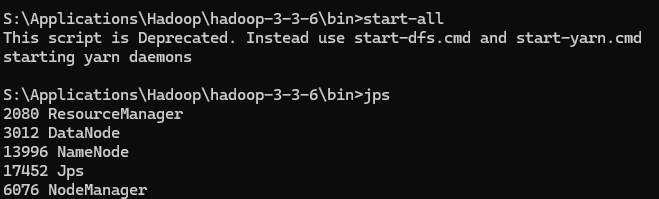 S:\Applications\Hadoop\hadoop-3-3-6\bin>start-all
This script is Deprecated. Instead use start-dfs.cmd and start-yarn.cmd
starting yarn daemons
S:\Applications\Hadoop\hadoop-3-3-6\bin>jps
2080 ResourceManager
3012 DataNode
13996 NameNode
17452 Jps
6076 NodeManager